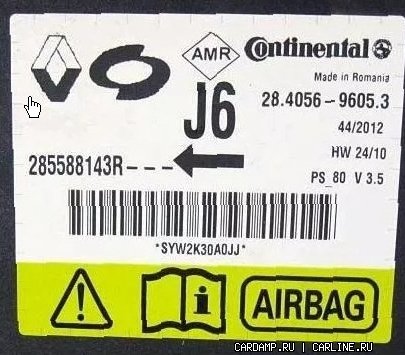 AMR
Continental
Made in Romania
J6
28.4056-9605.3
44/2012
HW 24/10
285588143R---
PS_80 V 3.5
*SYW2K30A0JJ*
AIRBAG
CARDAMP.RU | CARLINE.RU